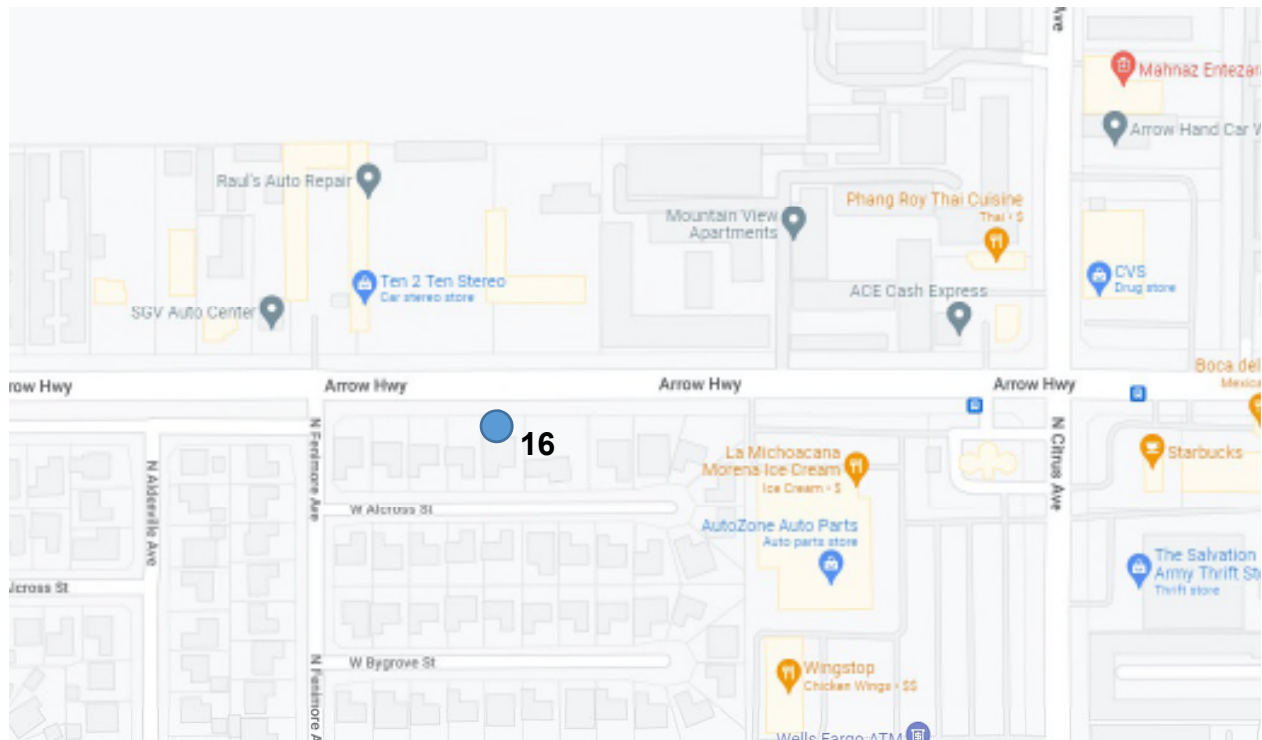 Ave
Mahnaz Entezar
Arrow Hand Car W
Raul's Auto Repair
Phang Roy Thai Cuisine
Thai · $
Mountain View
Apartments
Ten 2 Ten Stereo
Car stereo store
CVS
Drug store
SGV Auto Center
ACE Cash Express
Boca del
Mexica
row Hwy
Arrow Hwy
Arrow Hwy
Arrow Hwy
16
N Fenimore Ave
N Citrus Ave
La Michoacana
Morena Ice Cream
Ice Cream · $
Starbucks
N Aldenville Ave
W Alcross St
AutoZone Auto Parts
Auto parts store
The Salvation
Army Thrift Sto
Thrift store
lcross St
W Bygrove St
N Fenimore A
Wingstop
Chicken Wings · $$
Wells Fargo ATM